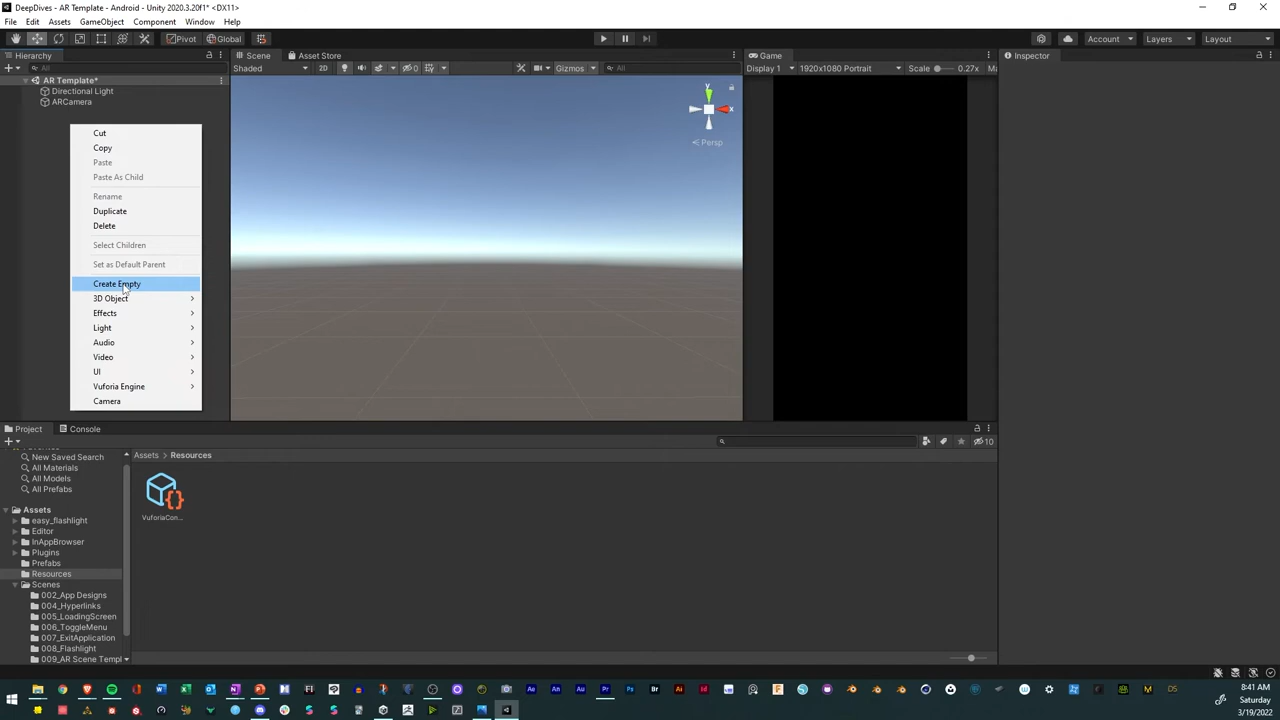 DeepDives - AR Template - Android - Unity 2020.3.20f1* <DX11>
File Edit Assets GameObject Component Window Help
Pivot Global Account Layers Layout
Hierarchy Scene Asset Store Game Inspector
All Shaded 2D 0 Gizmos All Display 1 1920x1080 Portrait Scale 0.27x Ma
AR Template*
Directional Light
ARCamera
y
x
Persp
Cut
Copy
Paste
Paste As Child
Rename
Duplicate
Delete
Select Children
Set as Default Parent
Create Empty
3D Object
Effects
Light
Audio
Video
UI
Vuforia Engine
Camera
Project Console
10
New Saved Search
All Materials
All Models
All Prefabs
Assets Resources
VuforiaCon...
Assets
easy_flashlight
Editor
InAppBrowser
Plugins
Prefabs
Resources
Scenes
002_App Designs
004_Hyperlinks
005_LoadingScreen
006_ToggleMenu
007_ExitApplication
008_Flashlight
009_AR Scene Templ
8:41 AM
Saturday
3/19/2022